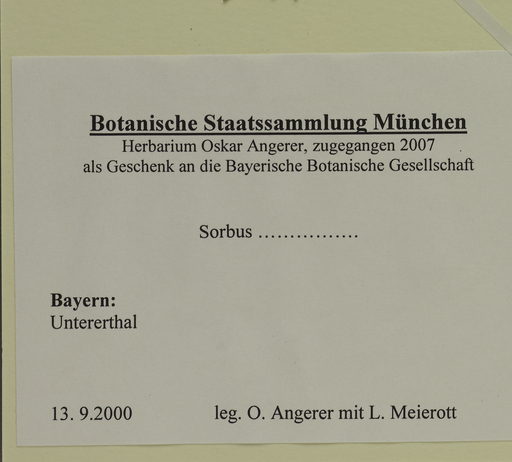 Botanische Staatssammlung München
Herbarium Oskar Angerer, zugegangen 2007
als Geschenk an die Bayerische Botanische Gesellschaft
Sorbus ................
Bayern:
Untererthal
13. 9.2000 leg. O. Angerer mit L. Meierott